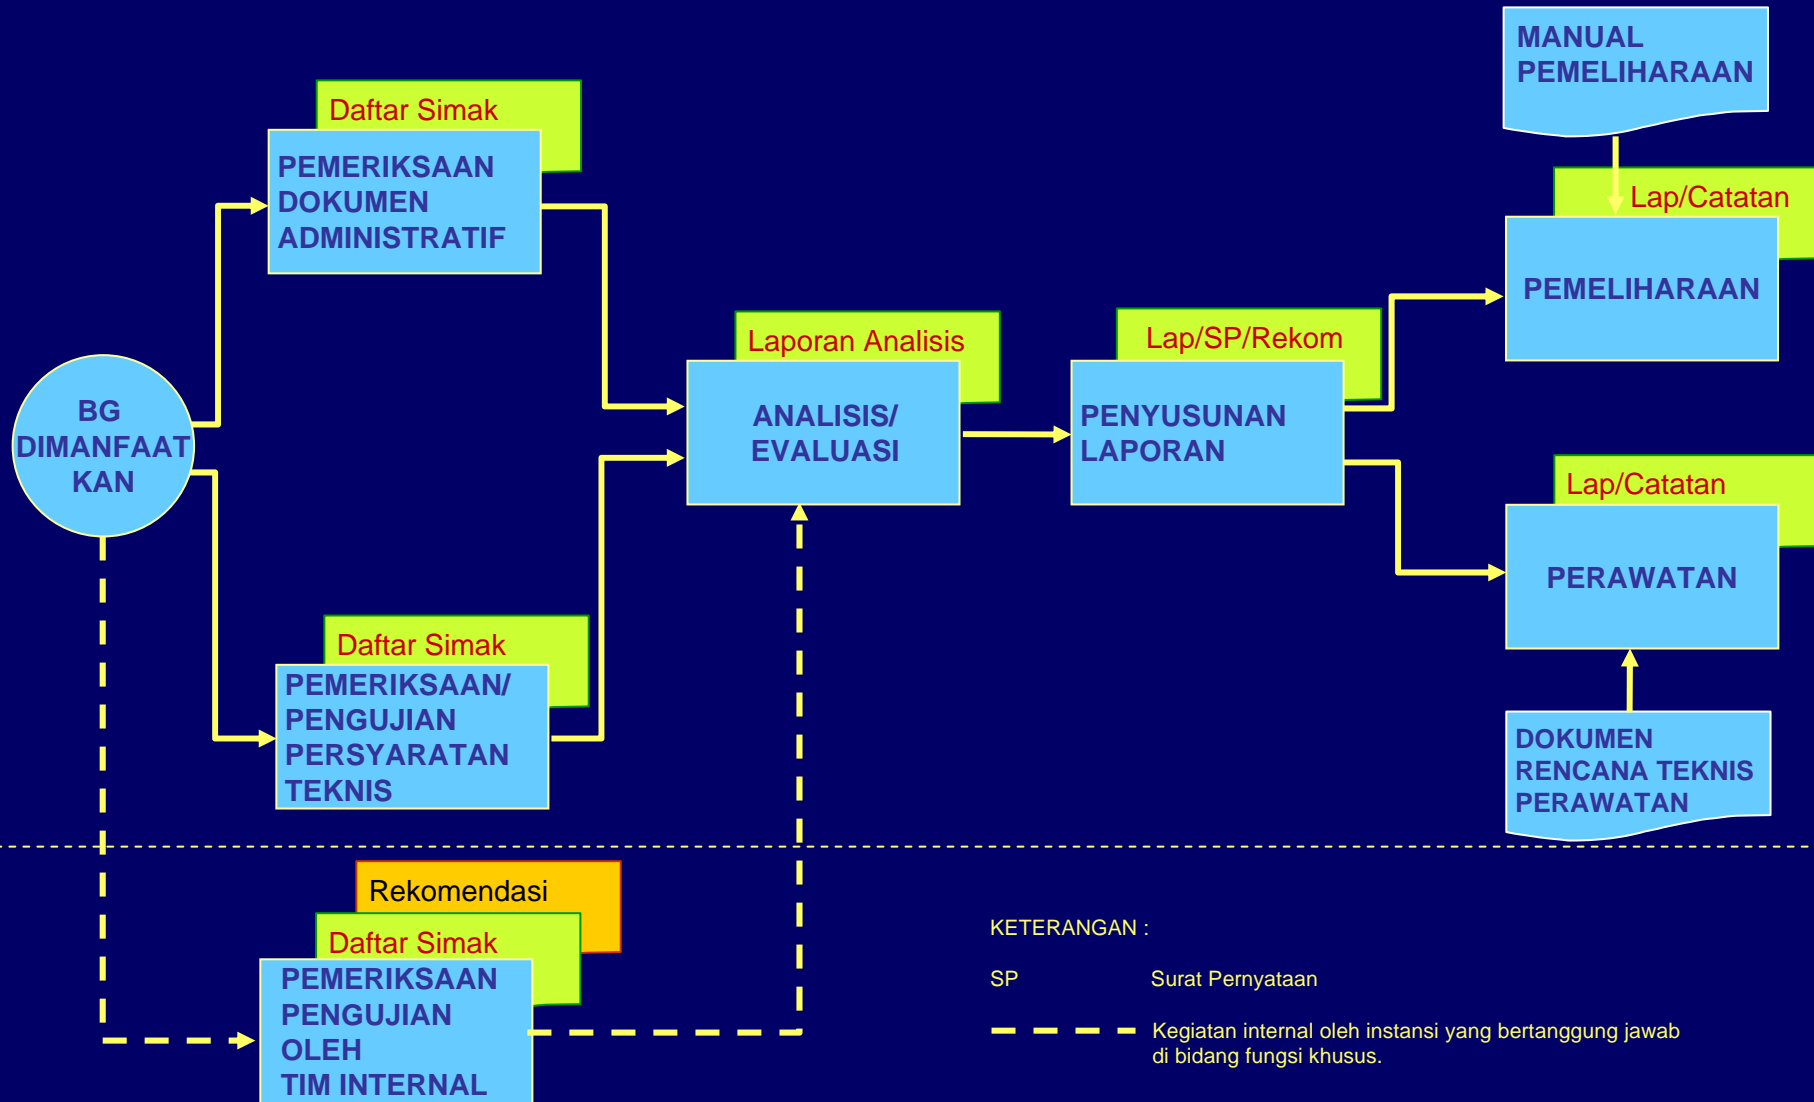 MANUAL
PEMELIHARAAN
Daftar Simak
PEMERIKSAAN
DOKUMEN
ADMINISTRATIF
Lap/Catatan
PEMELIHARAAN
Laporan Analisis
ANALISIS/
EVALUASI
Lap/SP/Rekom
PENYUSUNAN
LAPORAN
BG
DIMANFAAT
KAN
Lap/Catatan
PERAWATAN
Daftar Simak
PEMERIKSAAN/
PENGUJIAN
PERSYARATAN
TEKNIS
DOKUMEN
RENCANA TEKNIS
PERAWATAN
Rekomendasi
Daftar Simak
PEMERIKSAAN
PENGUJIAN
OLEH
TIM INTERNAL
KETERANGAN :
SP Surat Pernyataan
Kegiatan internal oleh instansi yang bertanggung jawab
di bidang fungsi khusus.